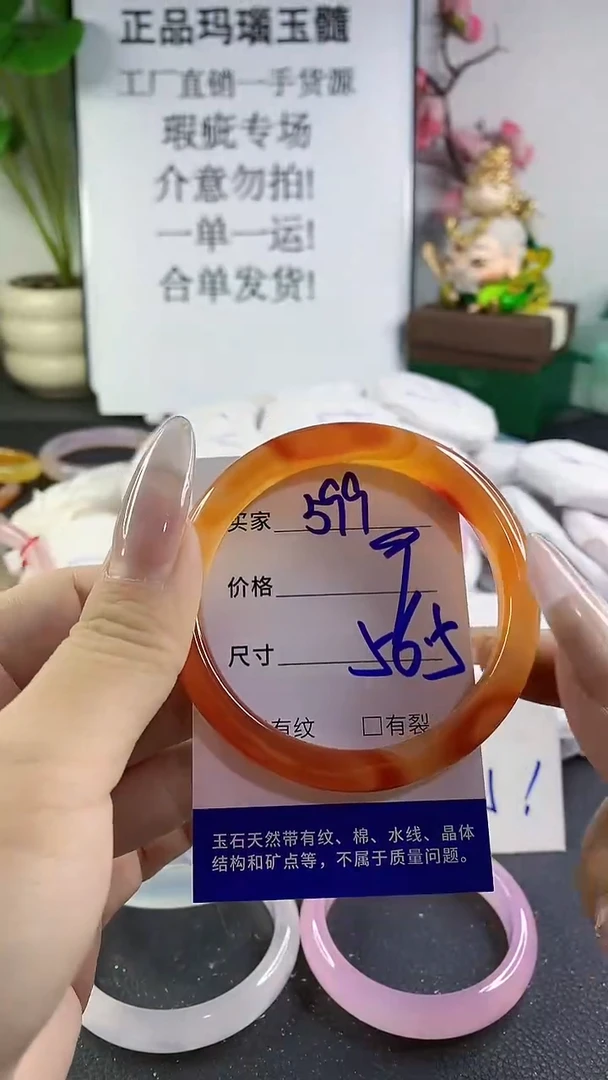 正品玛瑙玉髓
工厂直销一手货源
瑕疵专场
介意勿拍!
一单一运!
合单发货!
买家 599
价格
尺寸 565
有纹 □有裂
玉石天然带有纹、棉、水线、晶体
结构和矿点等，不属于质量问题。